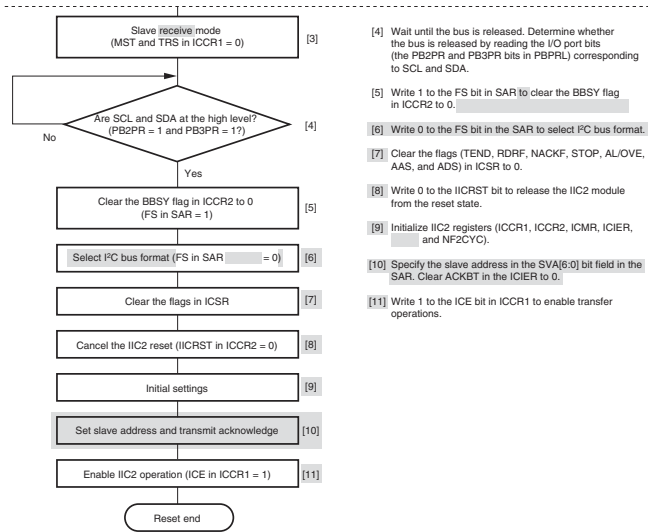 Slave receive mode
(MST and TRS in ICCR1 = 0)
[3]
Are SCL and SDA at the high level?
(PB2PR = 1 and PB3PR = 1?)
[4]
No
Yes
Clear the BBSY flag in ICCR2 to 0
(FS in SAR = 1)
[5]
Select I²C bus format (FS in SAR = 0)
[6]
Clear the flags in ICSR
[7]
Cancel the IIC2 reset (IICRST in ICCR2 = 0)
[8]
Initial settings
[9]
Set slave address and transmit acknowledge
[10]
Enable IIC2 operation (ICE in ICCR1 = 1)
[11]
Reset end
[4] Wait until the bus is released. Determine whether
the bus is released by reading the I/O port bits
(the PB2PR and PB3PR bits in PBPRL) corresponding
to SCL and SDA.
[5] Write 1 to the FS bit in SAR to clear the BBSY flag
in ICCR2 to 0.
[6] Write 0 to the FS bit in the SAR to select I²C bus format.
[7] Clear the flags (TEND, RDRF, NACKF, STOP, AL/OVE,
AAS, and ADS) in ICSR to 0.
[8] Write 0 to the IICRST bit to release the IIC2 module
from the reset state.
[9] Initialize IIC2 registers (ICCR1, ICCR2, ICMR, ICIER,
and NF2CYC).
[10] Specify the slave address in the SVA[6:0] bit field in the
SAR. Clear ACKBT in the ICIER to 0.
[11] Write 1 to the ICE bit in ICCR1 to enable transfer
operations.